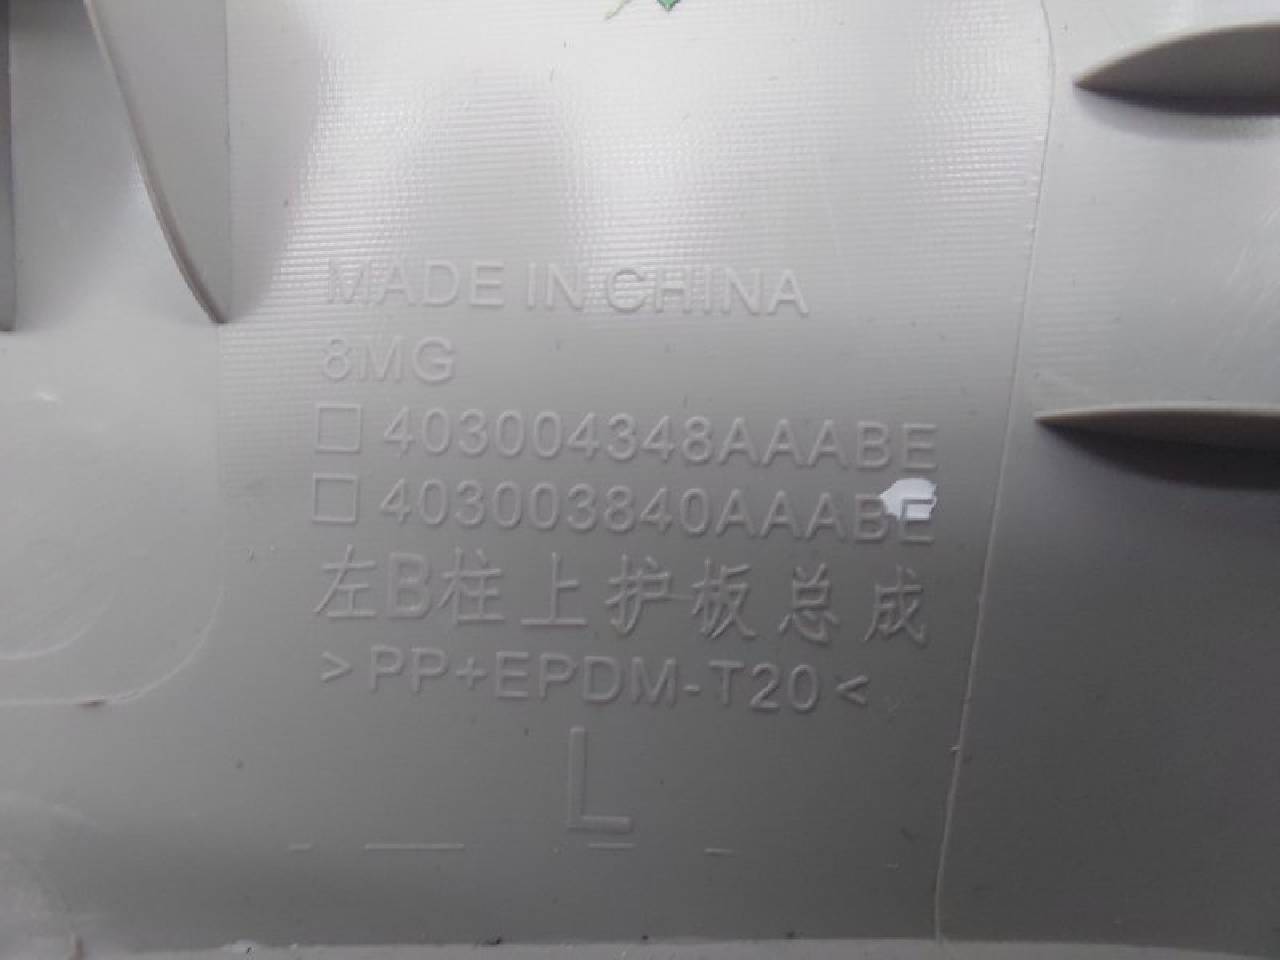 MADE IN CHINA
8MG
□ 403004348AAABE
□ 403003840AAABE
左B柱上护板总成
>PP+EPDM-T20<
L